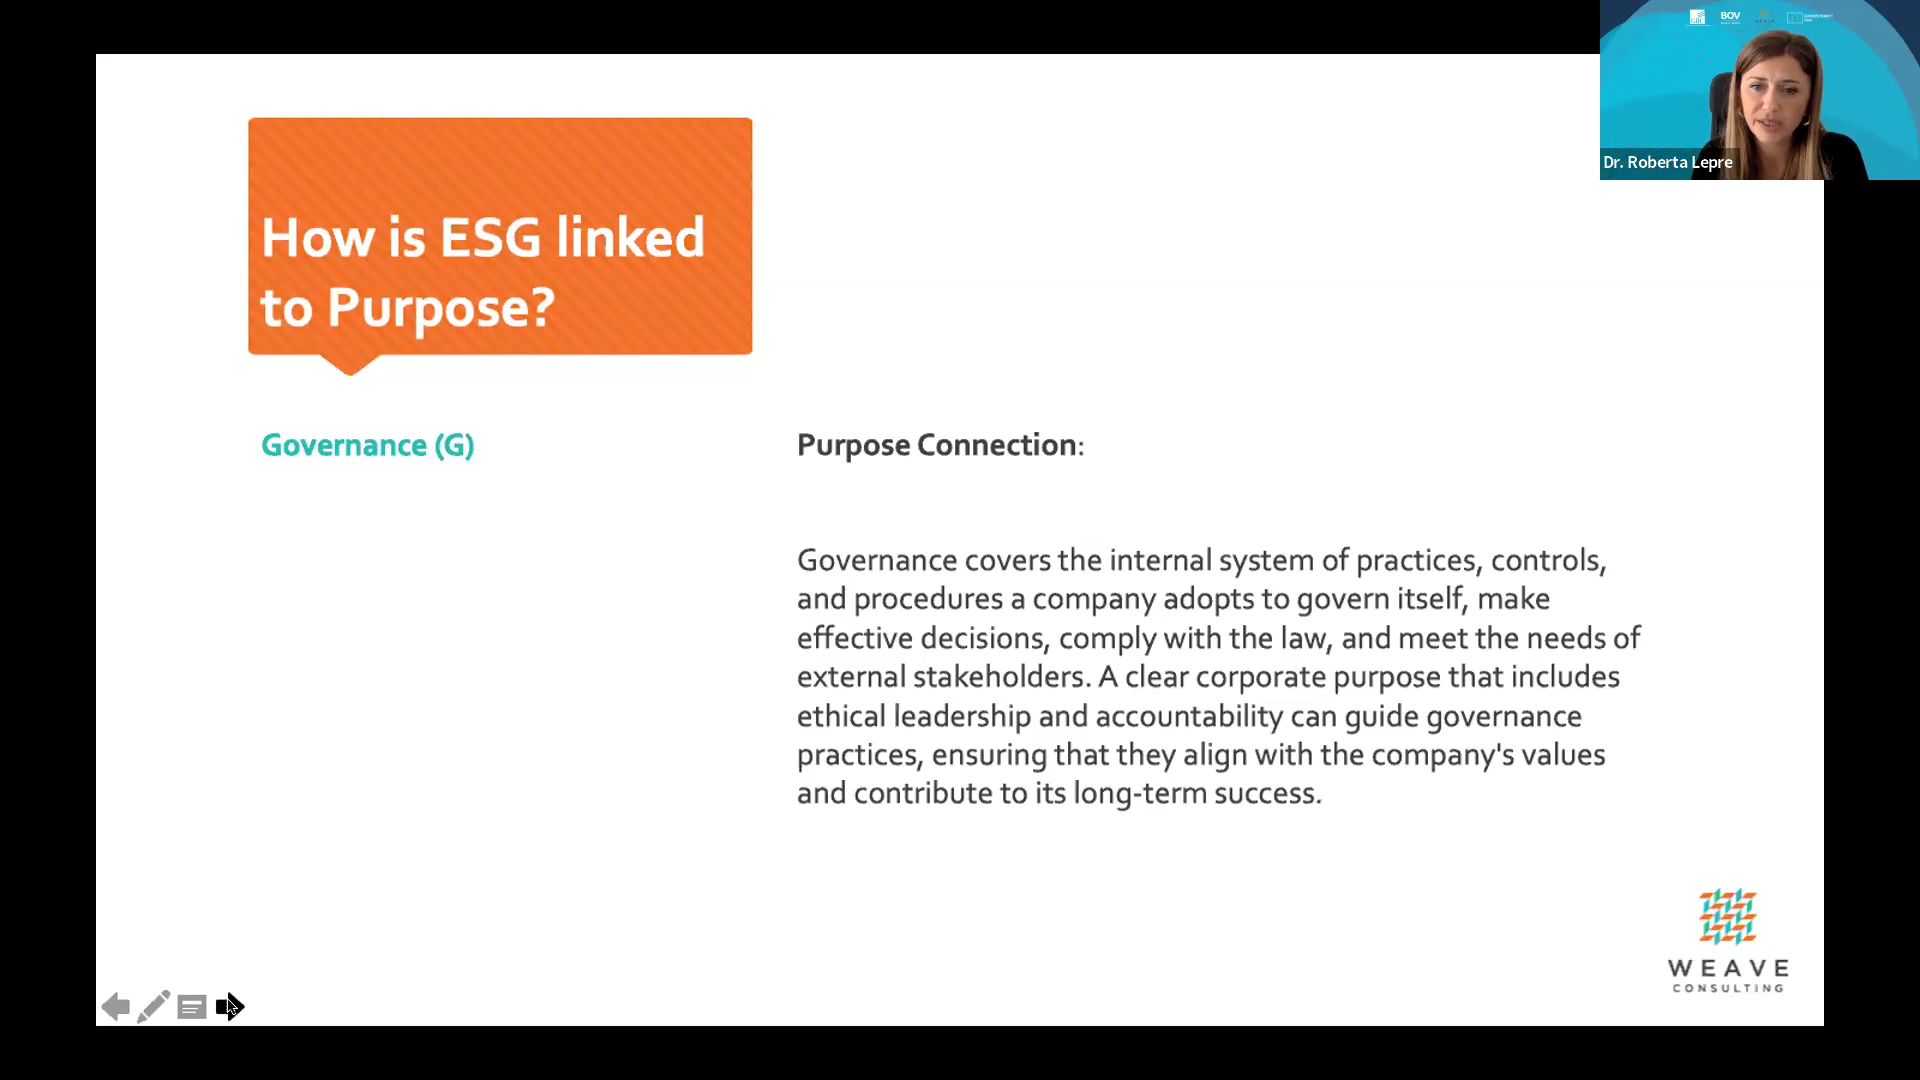 BOV
Dr. Roberta Lepre
How is ESG linked
to Purpose?
Governance (G)
Purpose Connection:
Governance covers the internal system of practices, controls,
and procedures a company adopts to govern itself, make
effective decisions, comply with the law, and meet the needs of
external stakeholders. A clear corporate purpose that includes
ethical leadership and accountability can guide governance
practices, ensuring that they align with the company's values
and contribute to its long-term success.
WEAVE
CONSULTING